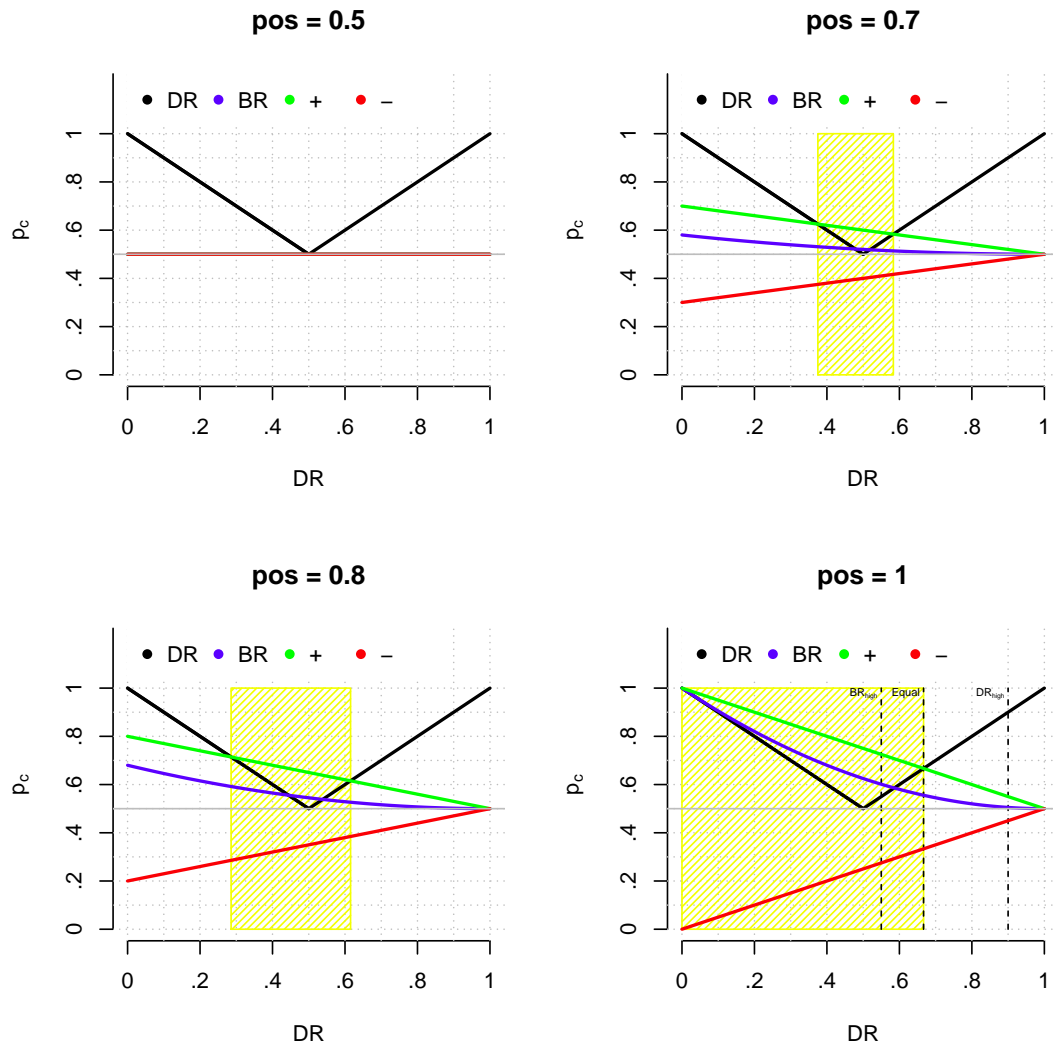 pos = 0.5
DR BR + −
p_c
1
.8
.6
.4
.2
0
0 .2 .4 .6 .8 1
DR
pos = 0.7
DR BR + −
p_c
1
.8
.6
.4
.2
0
0 .2 .4 .6 .8 1
DR
pos = 0.8
DR BR + −
p_c
1
.8
.6
.4
.2
0
0 .2 .4 .6 .8 1
DR
pos = 1
DR BR + −
BR_high Equal DR_high
p_c
1
.8
.6
.4
.2
0
0 .2 .4 .6 .8 1
DR